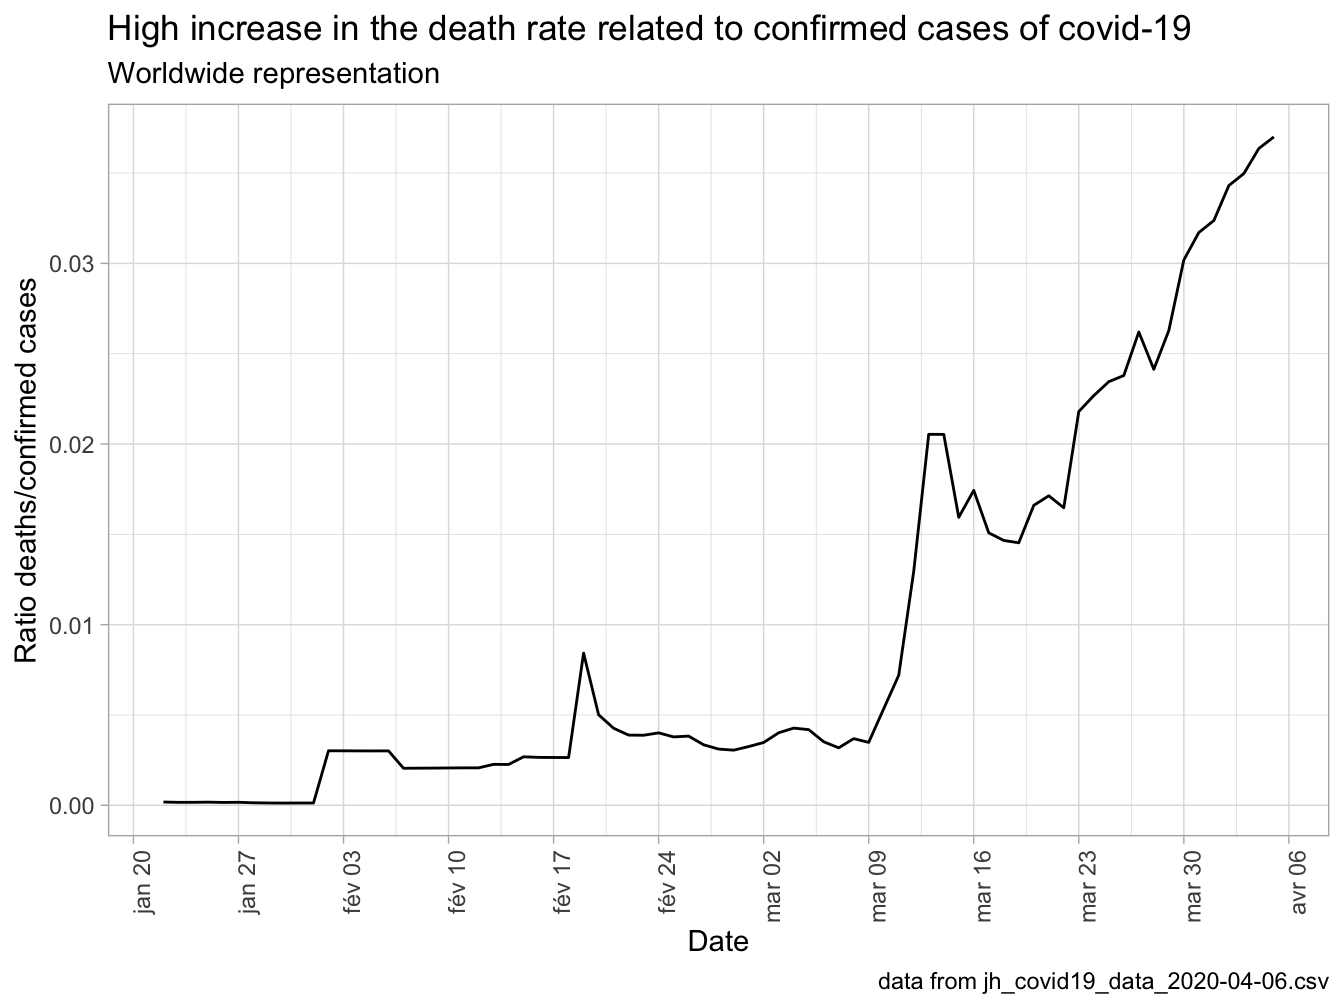 High increase in the death rate related to confirmed cases of covid-19
Worldwide representation
Ratio deaths/confirmed cases
0.03
0.02
0.01
0.00
jan 20
jan 27
fév 03
fév 10
fév 17
fév 24
mar 02
mar 09
mar 16
mar 23
mar 30
avr 06
Date
data from jh_covid19_data_2020-04-06.csv